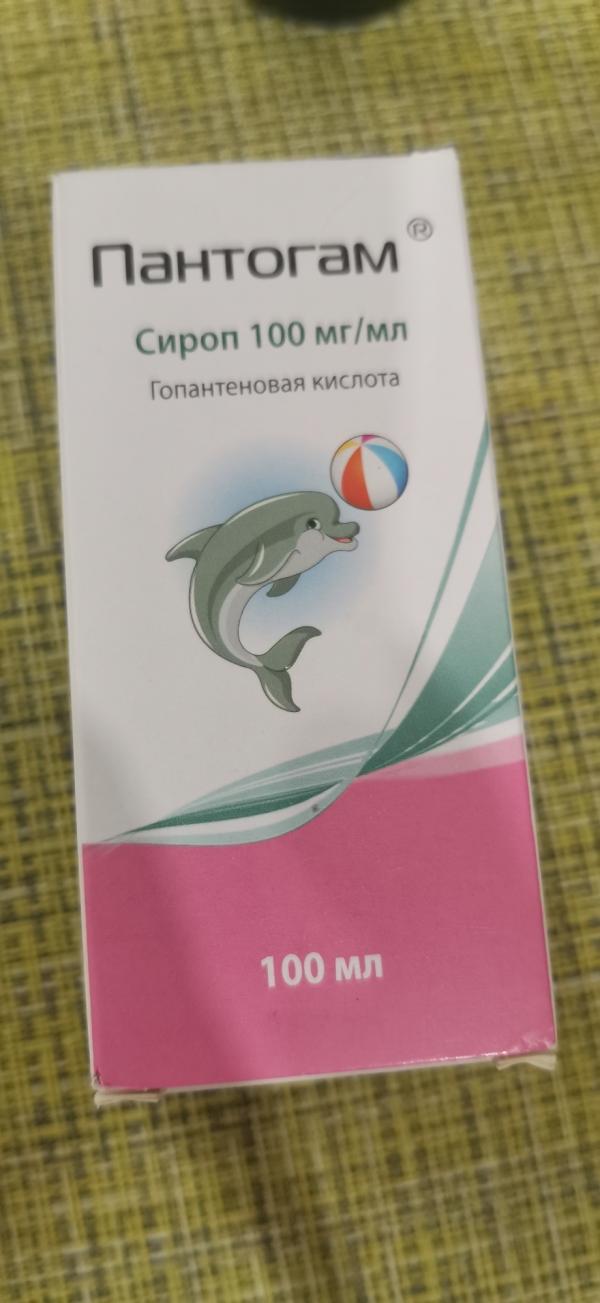 Пантогам®
Сироп 100 мг/мл
Гопантеновая кислота
100 мл